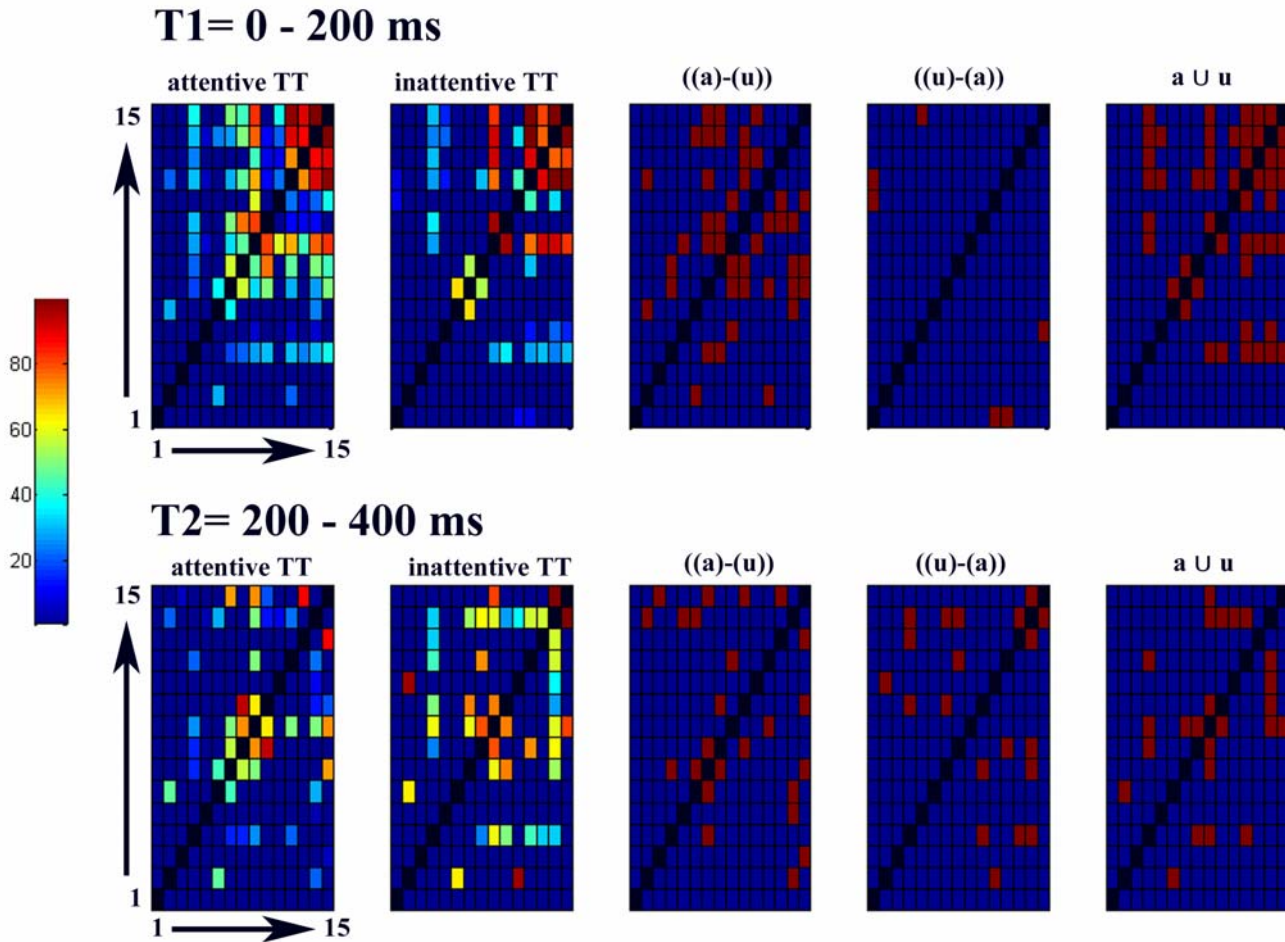 T1= 0 - 200 ms
attentive TT inattentive TT ((a)-(u)) ((u)-(a)) a ∪ u
15
1
1 15
80
60
40
20
T2= 200 - 400 ms
attentive TT inattentive TT ((a)-(u)) ((u)-(a)) a ∪ u
15
1
1 15